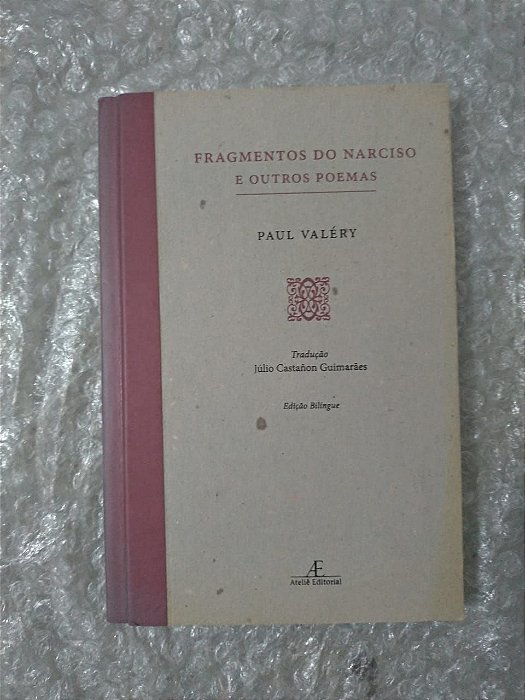 FRAGMENTOS DO NARCISO
E OUTROS POEMAS
PAUL VALÉRY
Tradução
Júlio Castañon Guimarães
Edição Bilíngue
Æ
Ateliê Editorial